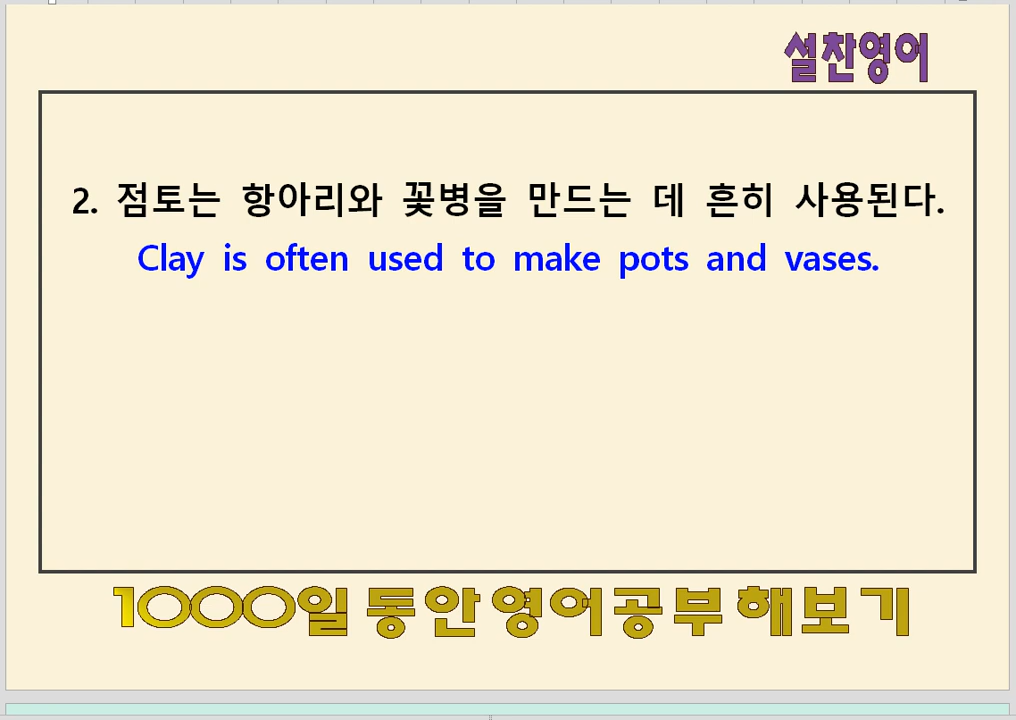 설찬영어
2. 점토는 항아리와 꽃병을 만드는 데 흔히 사용된다.
Clay is often used to make pots and vases.
1000일 동안 영어공부 해보기